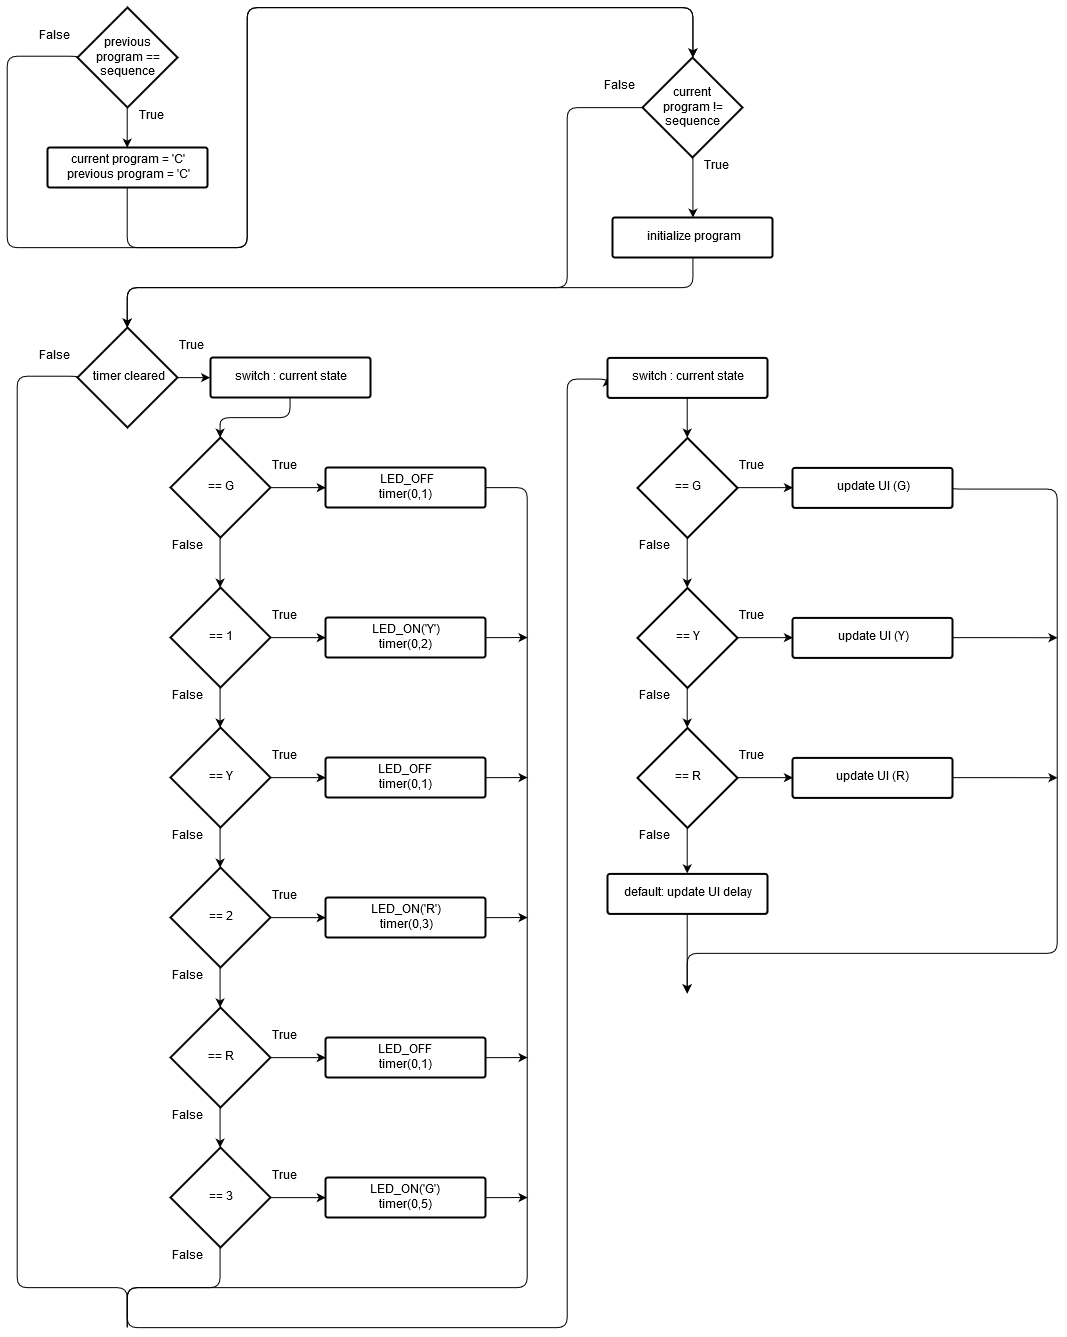 False
previous
program ==
sequence
True
current program = 'C'
previous program = 'C'
False
current
program !=
sequence
True
initialize program
False
timer cleared
True
switch : current state
== G
True
LED_OFF
timer(0,1)
False
== 1
True
LED_ON('Y')
timer(0,2)
False
== Y
True
LED_OFF
timer(0,1)
False
== 2
True
LED_ON('R')
timer(0,3)
False
== R
True
LED_OFF
timer(0,1)
False
== 3
True
LED_ON('G')
timer(0,5)
False
switch : current state
== G
True
update UI (G)
False
== Y
True
update UI (Y)
False
== R
True
update UI (R)
False
default: update UI delay